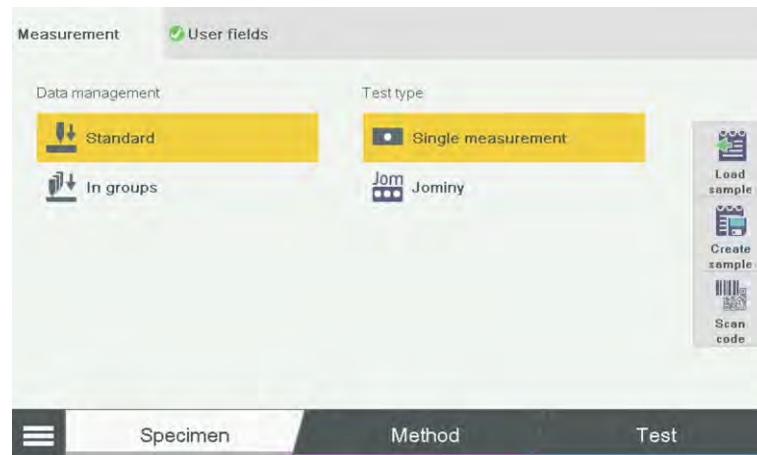 Measurement
User fields
Data management
Test type
Standard
Single measurement
In groups
Jom
Jominy
Load
sample
Create
sample
Scan
code
Specimen
Method
Test